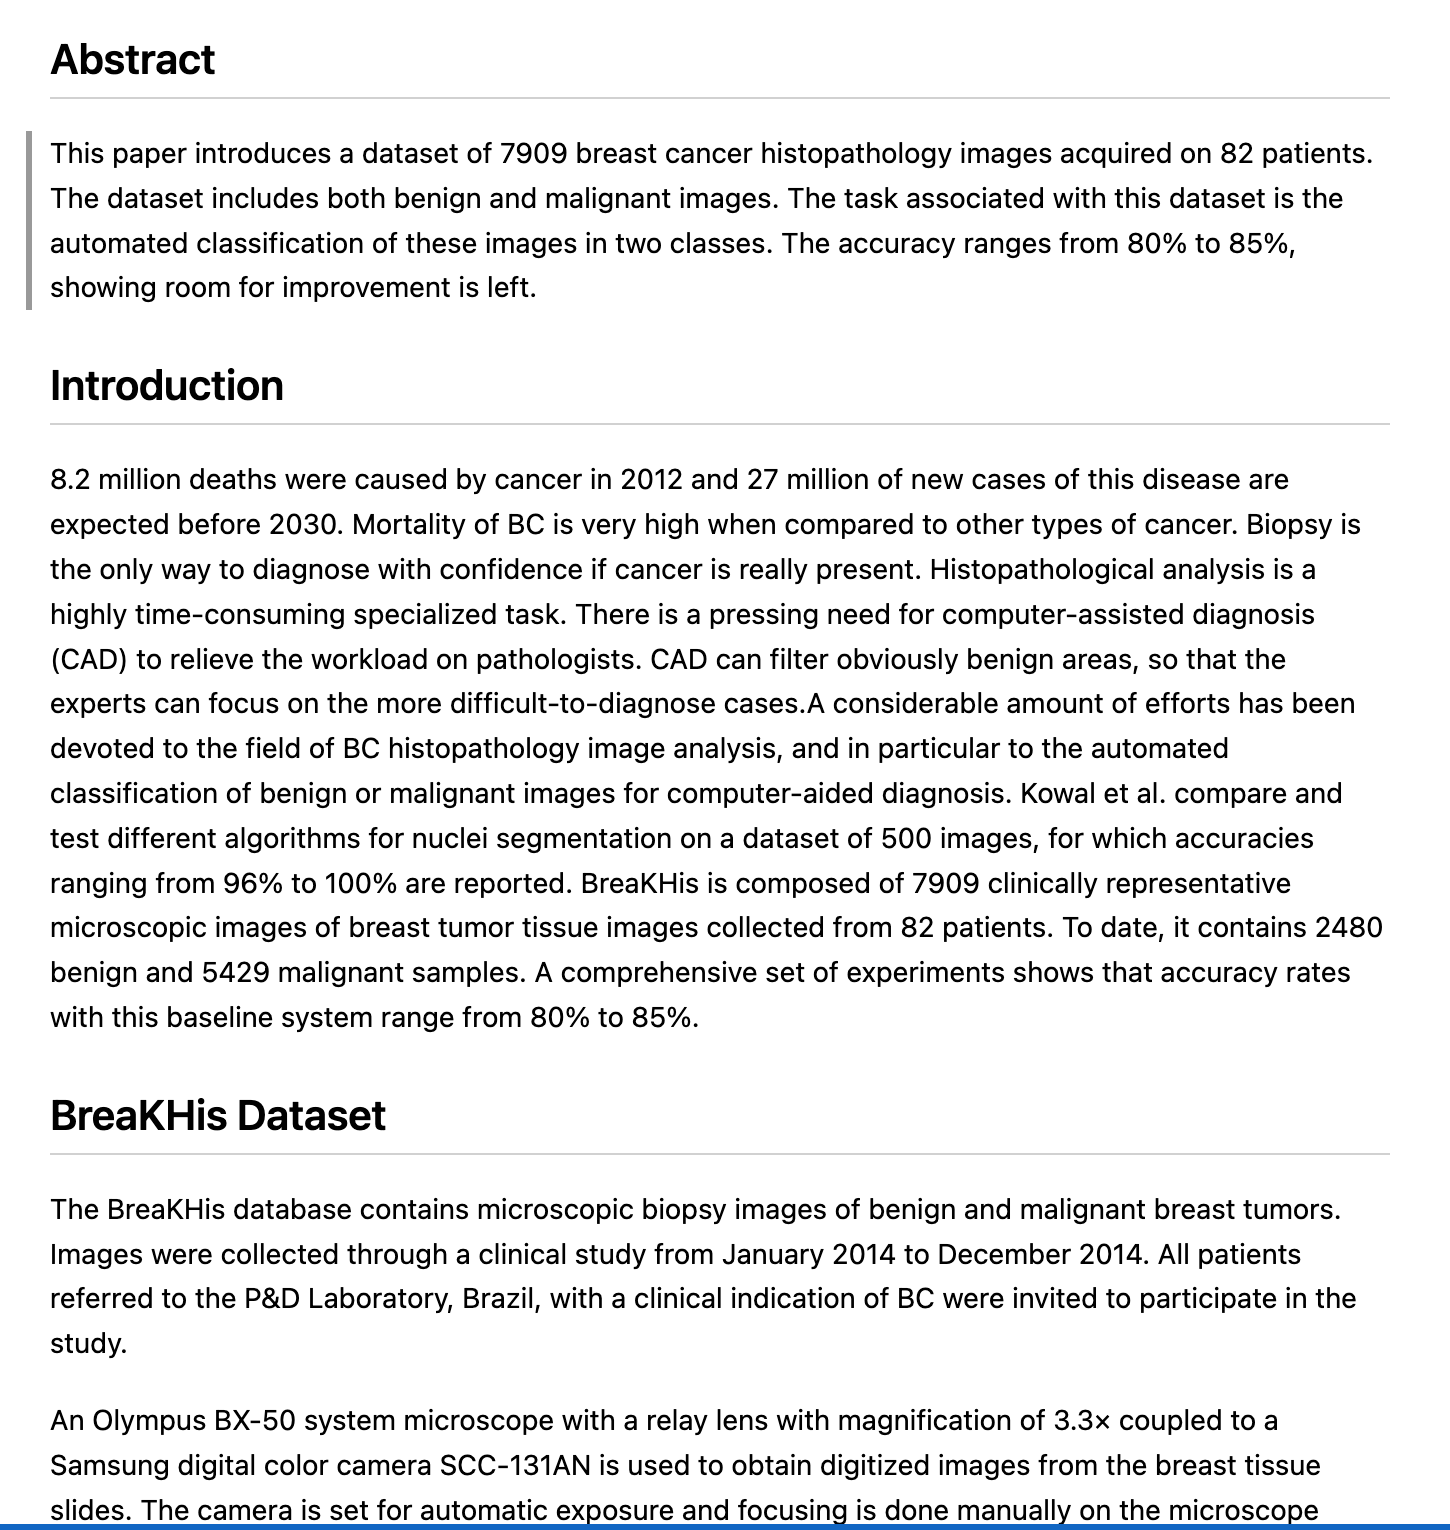 Abstract
This paper introduces a dataset of 7909 breast cancer histopathology images acquired on 82 patients.
The dataset includes both benign and malignant images. The task associated with this dataset is the
automated classification of these images in two classes. The accuracy ranges from 80% to 85%,
showing room for improvement is left.
Introduction
8.2 million deaths were caused by cancer in 2012 and 27 million of new cases of this disease are
expected before 2030. Mortality of BC is very high when compared to other types of cancer. Biopsy is
the only way to diagnose with confidence if cancer is really present. Histopathological analysis is a
highly time-consuming specialized task. There is a pressing need for computer-assisted diagnosis
(CAD) to relieve the workload on pathologists. CAD can filter obviously benign areas, so that the
experts can focus on the more difficult-to-diagnose cases.A considerable amount of efforts has been
devoted to the field of BC histopathology image analysis, and in particular to the automated
classification of benign or malignant images for computer-aided diagnosis. Kowal et al. compare and
test different algorithms for nuclei segmentation on a dataset of 500 images, for which accuracies
ranging from 96% to 100% are reported. BreaKHis is composed of 7909 clinically representative
microscopic images of breast tumor tissue images collected from 82 patients. To date, it contains 2480
benign and 5429 malignant samples. A comprehensive set of experiments shows that accuracy rates
with this baseline system range from 80% to 85%.
BreaKHis Dataset
The BreaKHis database contains microscopic biopsy images of benign and malignant breast tumors.
Images were collected through a clinical study from January 2014 to December 2014. All patients
referred to the P&D Laboratory, Brazil, with a clinical indication of BC were invited to participate in the
study.
An Olympus BX-50 system microscope with a relay lens with magnification of 3.3× coupled to a
Samsung digital color camera SCC-131AN is used to obtain digitized images from the breast tissue
slides. The camera is set for automatic exposure and focusing is done manually on the microscope